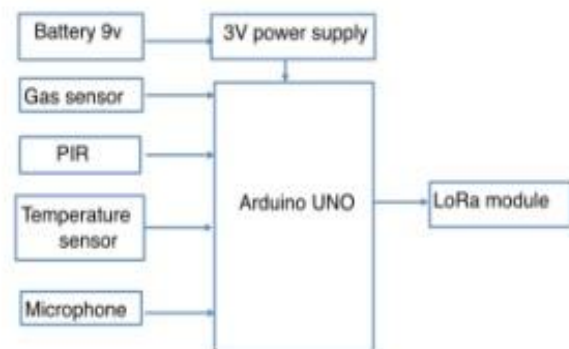 Battery 9v
3V power supply
Gas sensor
PIR
Arduino UNO
LoRa module
Temperature
sensor
Microphone